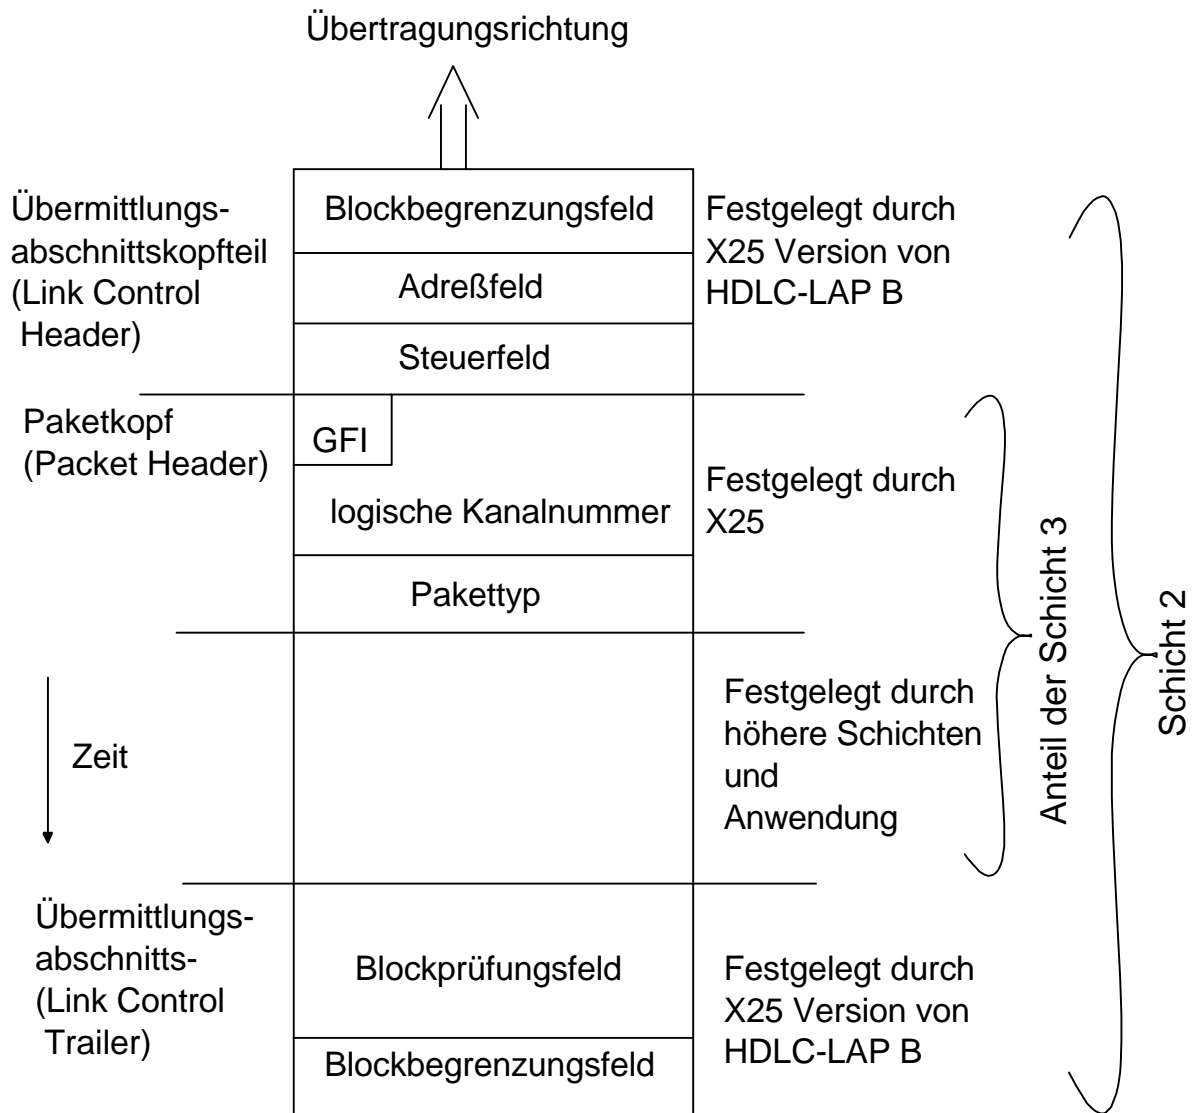 Übertragungsrichtung
Übermittlungs-
abschnittskopfteil
(Link Control
Header)
Blockbegrenzungsfeld
Adreßfeld
Steuerfeld
Festgelegt durch
X25 Version von
HDLC-LAP B
Paketkopf
(Packet Header)
GFI
logische Kanalnummer
Pakettyp
Festgelegt durch
X25
Zeit
Festgelegt durch
höhere Schichten
und
Anwendung
Anteil der Schicht 3
Schicht 2
Übermittlungs-
abschnitts-
(Link Control
Trailer)
Blockprüfungsfeld
Blockbegrenzungsfeld
Festgelegt durch
X25 Version von
HDLC-LAP B